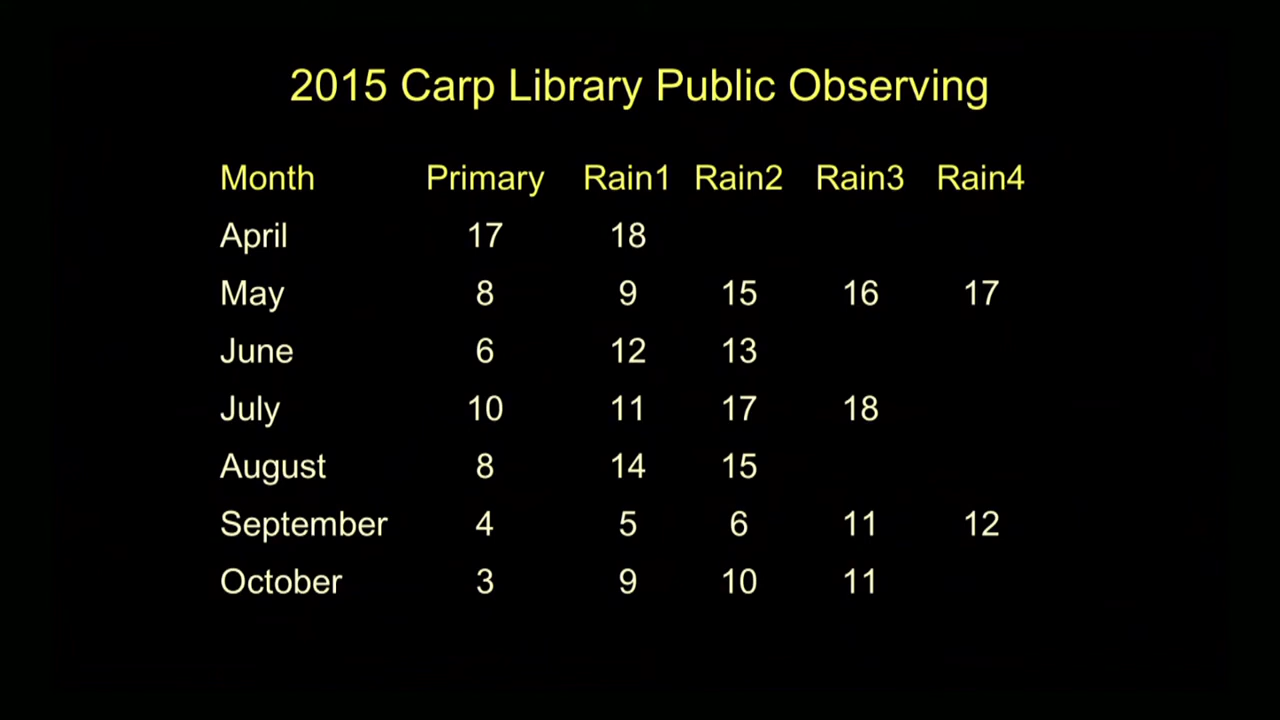 2015 Carp Library Public Observing
Month Primary Rain1 Rain2 Rain3 Rain4
April 17 18
May 8 9 15 16 17
June 6 12 13
July 10 11 17 18
August 8 14 15
September 4 5 6 11 12
October 3 9 10 11